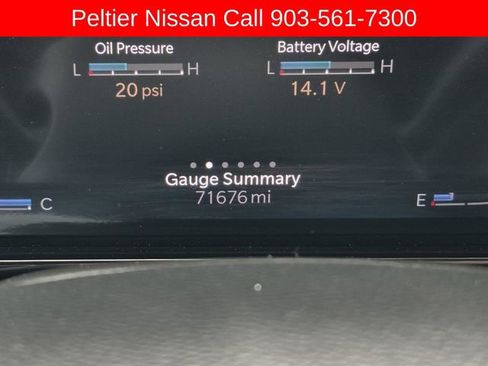 Peltier Nissan Call 903-561-7300
Oil Pressure Battery Voltage
L H L H
20 psi 14.1 V
Gauge Summary
71676 mi
C E